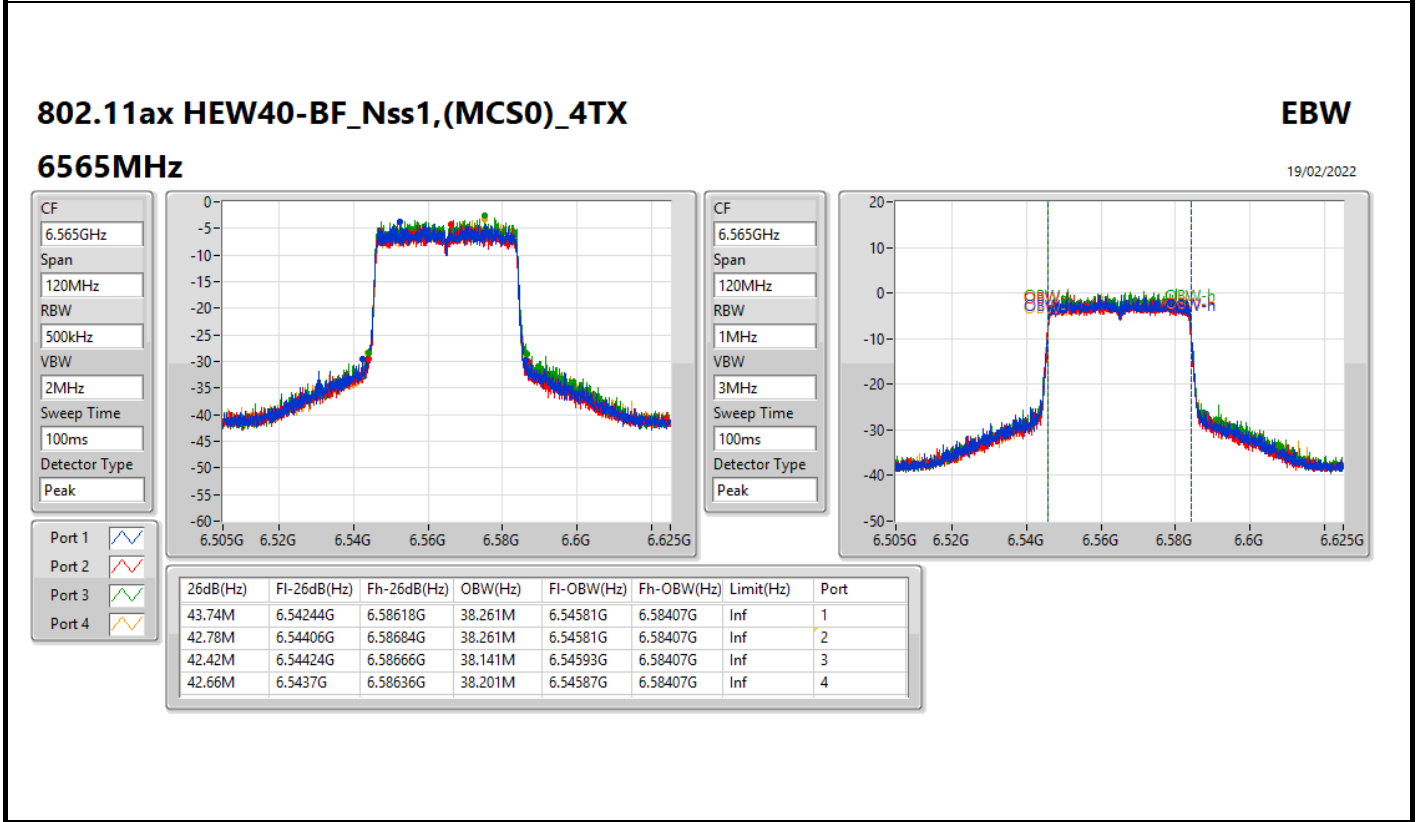 802.11ax HEW40-BF_Nss1,(MCS0)_4TX EBW
6565MHz 19/02/2022
CF
6.565GHz
Span
120MHz
RBW
500kHz
VBW
2MHz
Sweep Time
100ms
Detector Type
Peak
0
-5
-10
-15
-20
-25
-30
-35
-40
-45
-50
-55
-60
6.505G 6.52G 6.54G 6.56G 6.58G 6.6G 6.625G
CF
6.565GHz
Span
120MHz
RBW
1MHz
VBW
3MHz
Sweep Time
100ms
Detector Type
Peak
20
10
0
-10
-20
-30
-40
-50
OBW-h
6.505G 6.52G 6.54G 6.56G 6.58G 6.6G 6.625G
Port 1
Port 2
Port 3
Port 4
26dB(Hz) Fl-26dB(Hz) Fh-26dB(Hz) OBW(Hz) Fl-OBW(Hz) Fh-OBW(Hz) Limit(Hz) Port
43.74M 6.54244G 6.58618G 38.261M 6.54581G 6.58407G Inf 1
42.78M 6.54406G 6.58684G 38.261M 6.54581G 6.58407G Inf 2
42.42M 6.54424G 6.58666G 38.141M 6.54593G 6.58407G Inf 3
42.66M 6.5437G 6.58636G 38.201M 6.54587G 6.58407G Inf 4